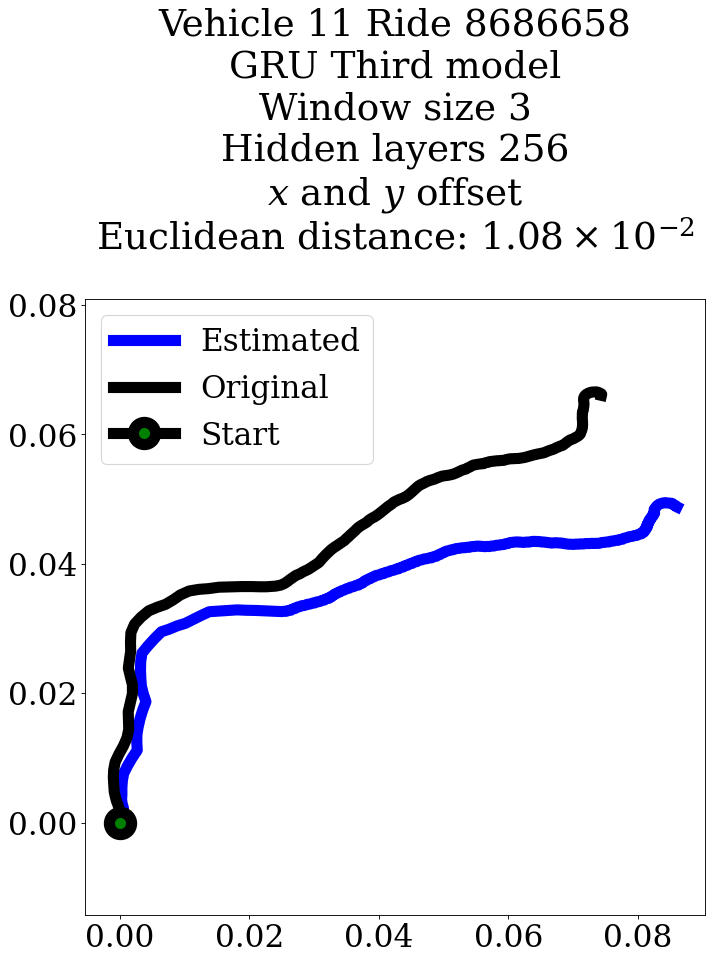 Vehicle 11 Ride 8686658
GRU Third model
Window size 3
Hidden layers 256
x and y offset
Euclidean distance: 1.08 × 10⁻²
0.08
0.06
0.04
0.02
0.00
Estimated
Original
Start
0.00 0.02 0.04 0.06 0.08